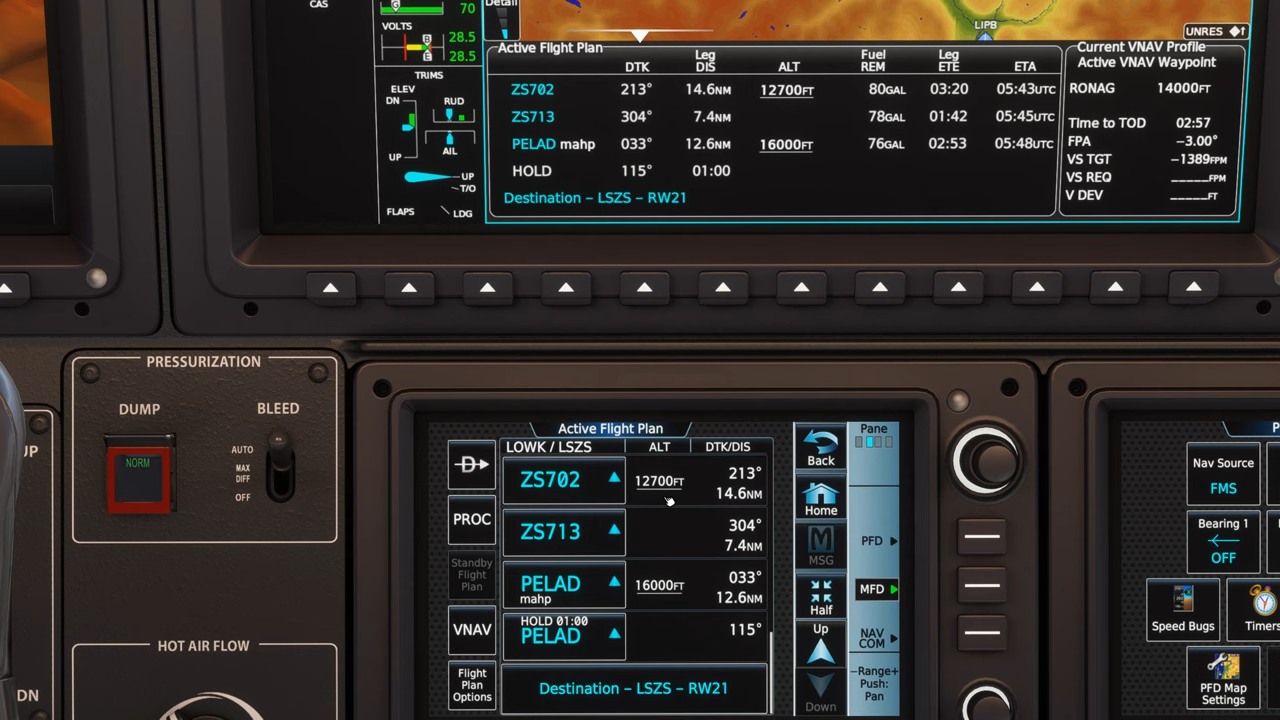 CAS
70
VOLTS
28.5
28.5
TRIMS
ELEV
DN
RUD
AIL
UP
UP
T/O
FLAPS
LDG
G
B
E
Detail
LIPB
UNRES
Active Flight Plan
DTK Leg DIS ALT Fuel REM Leg ETE ETA
ZS702 213° 14.6NM 12700FT 80GAL 03:20 05:43UTC
ZS713 304° 7.4NM 78GAL 01:42 05:45UTC
PELAD mahp 033° 12.6NM 16000FT 76GAL 02:53 05:48UTC
HOLD 115° 01:00
Destination – LSZS – RW21
Current VNAV Profile
Active VNAV Waypoint
RONAG 14000FT
Time to TOD 02:57
FPA −3.00°
VS TGT −1389FPM
VS REQ _____FPM
V DEV _____FT
PRESSURIZATION
DUMP
BLEED
NORM
AUTO
MAX
DIFF
OFF
UP
DN
HOT AIR FLOW
Active Flight Plan
LOWK / LSZS ALT DTK/DIS
ZS702 12700FT 213°
14.6NM
ZS713 304°
7.4NM
PELAD 16000FT 033°
mahp 12.6NM
HOLD 01:00
PELAD 115°
Destination – LSZS – RW21
D
PROC
Standby
Flight
Plan
VNAV
Flight
Plan
Options
Back
Home
MSG
Half
Up
Down
Pane
PFD
MFD
NAV
COM
−Range+
Push:
Pan
Nav Source
FMS
Bearing 1
OFF
Speed Bugs
Timers
PFD Map
Settings